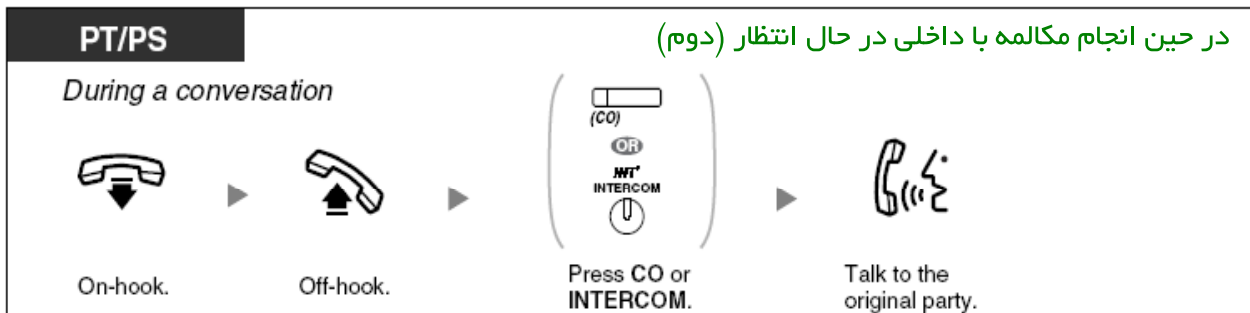 PT/PS
در حین انجام مکالمه با داخلی در حال انتظار (دوم)
During a conversation
(CO)
OR
INTERCOM
On-hook.
Off-hook.
Press CO or
INTERCOM.
Talk to the
original party.